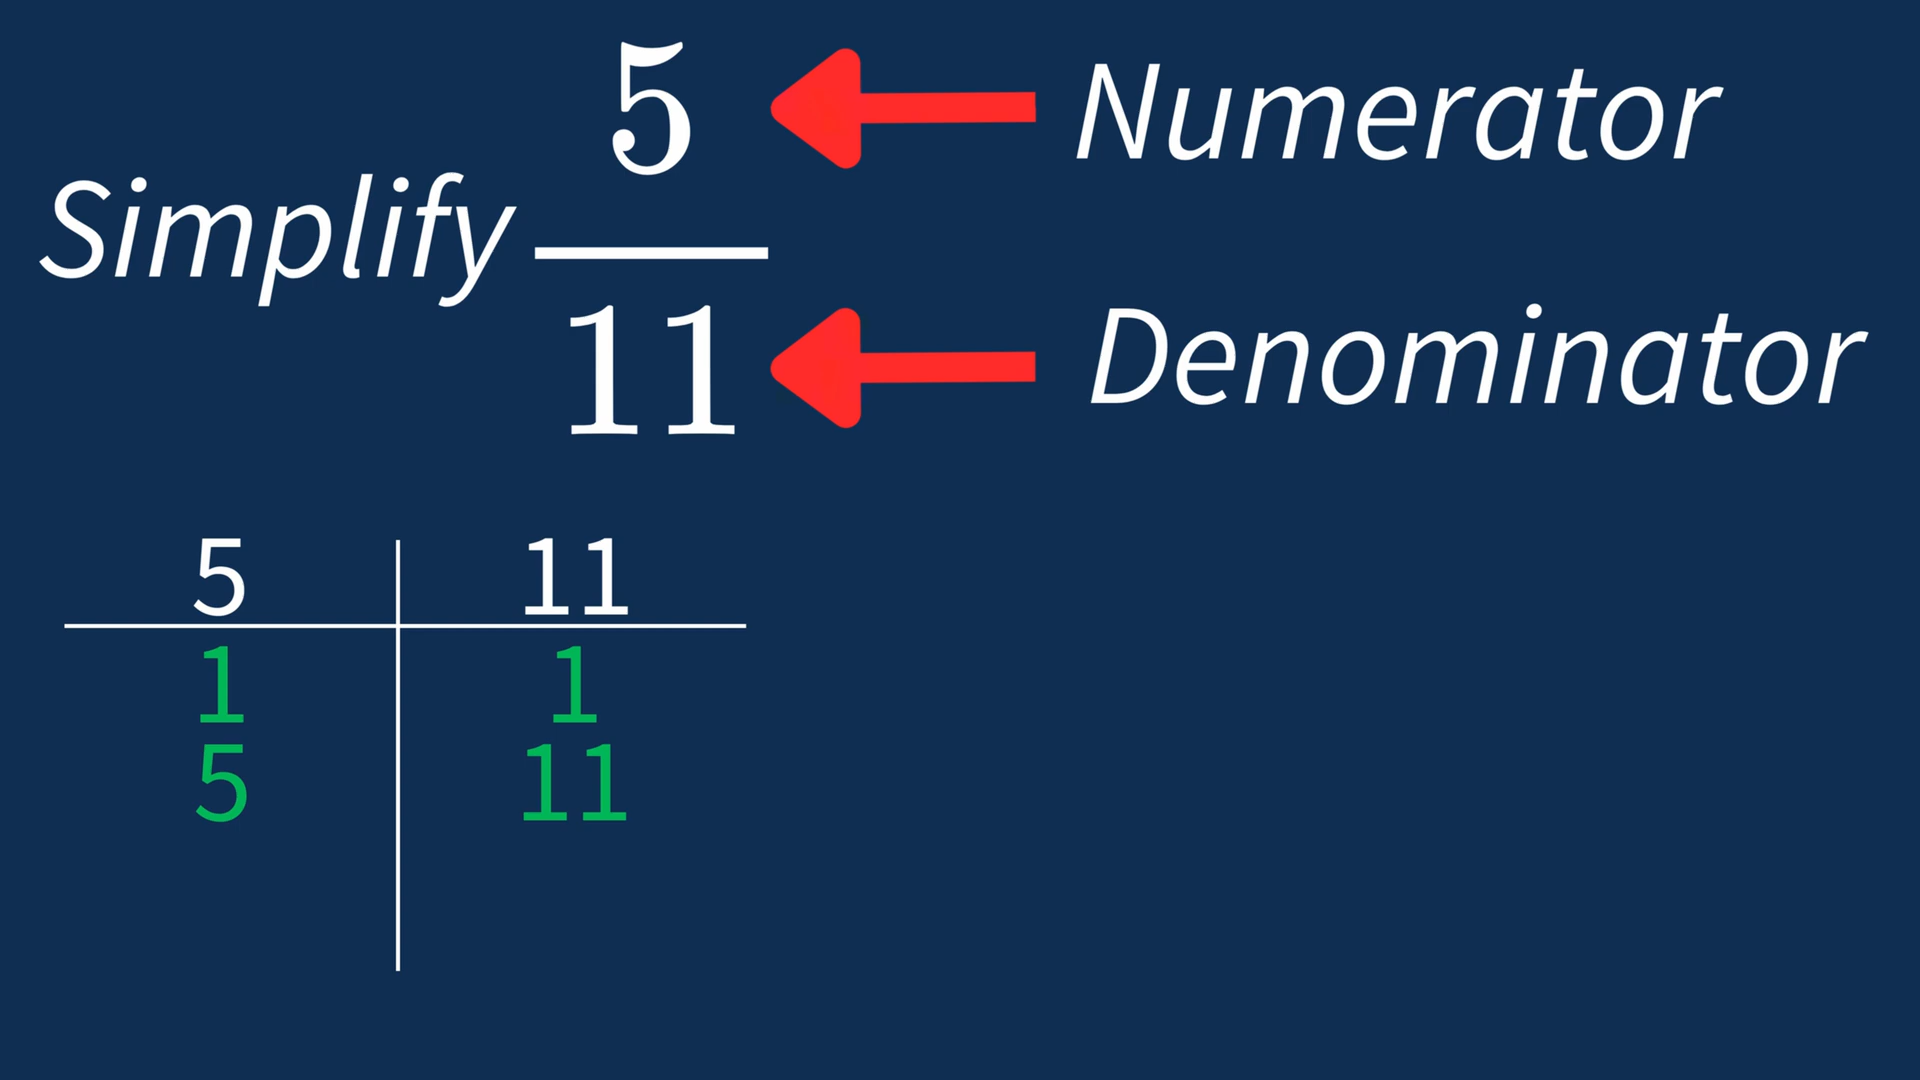 5 Numerator
Simplify
11 Denominator
5 11
1 1
5 11